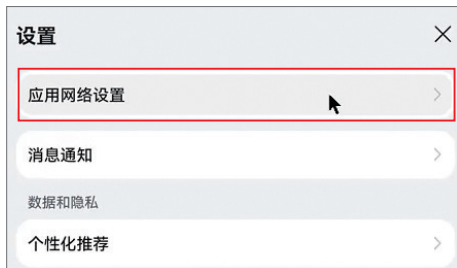 设置
应用网络设置
消息通知
数据和隐私
个性化推荐